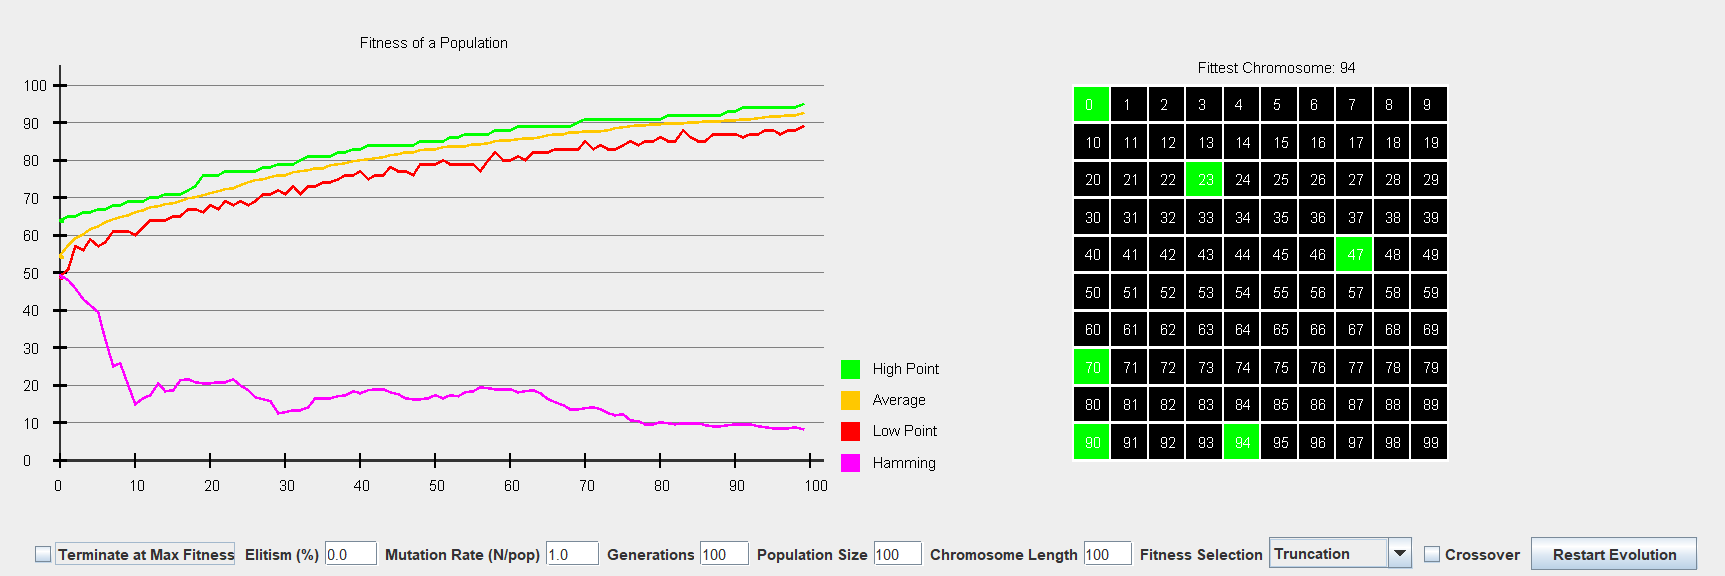 Fitness of a Population
100
90
80
70
60
50
40
30
20
10
0
0 10 20 30 40 50 60 70 80 90 100
High Point
Average
Low Point
Hamming
Fittest Chromosome: 94
0 1 2 3 4 5 6 7 8 9
10 11 12 13 14 15 16 17 18 19
20 21 22 23 24 25 26 27 28 29
30 31 32 33 34 35 36 37 38 39
40 41 42 43 44 45 46 47 48 49
50 51 52 53 54 55 56 57 58 59
60 61 62 63 64 65 66 67 68 69
70 71 72 73 74 75 76 77 78 79
80 81 82 83 84 85 86 87 88 89
90 91 92 93 94 95 96 97 98 99
Terminate at Max Fitness Elitism (%) 0.0 Mutation Rate (N/pop) 1.0 Generations 100 Population Size 100 Chromosome Length 100 Fitness Selection Truncation Crossover Restart Evolution